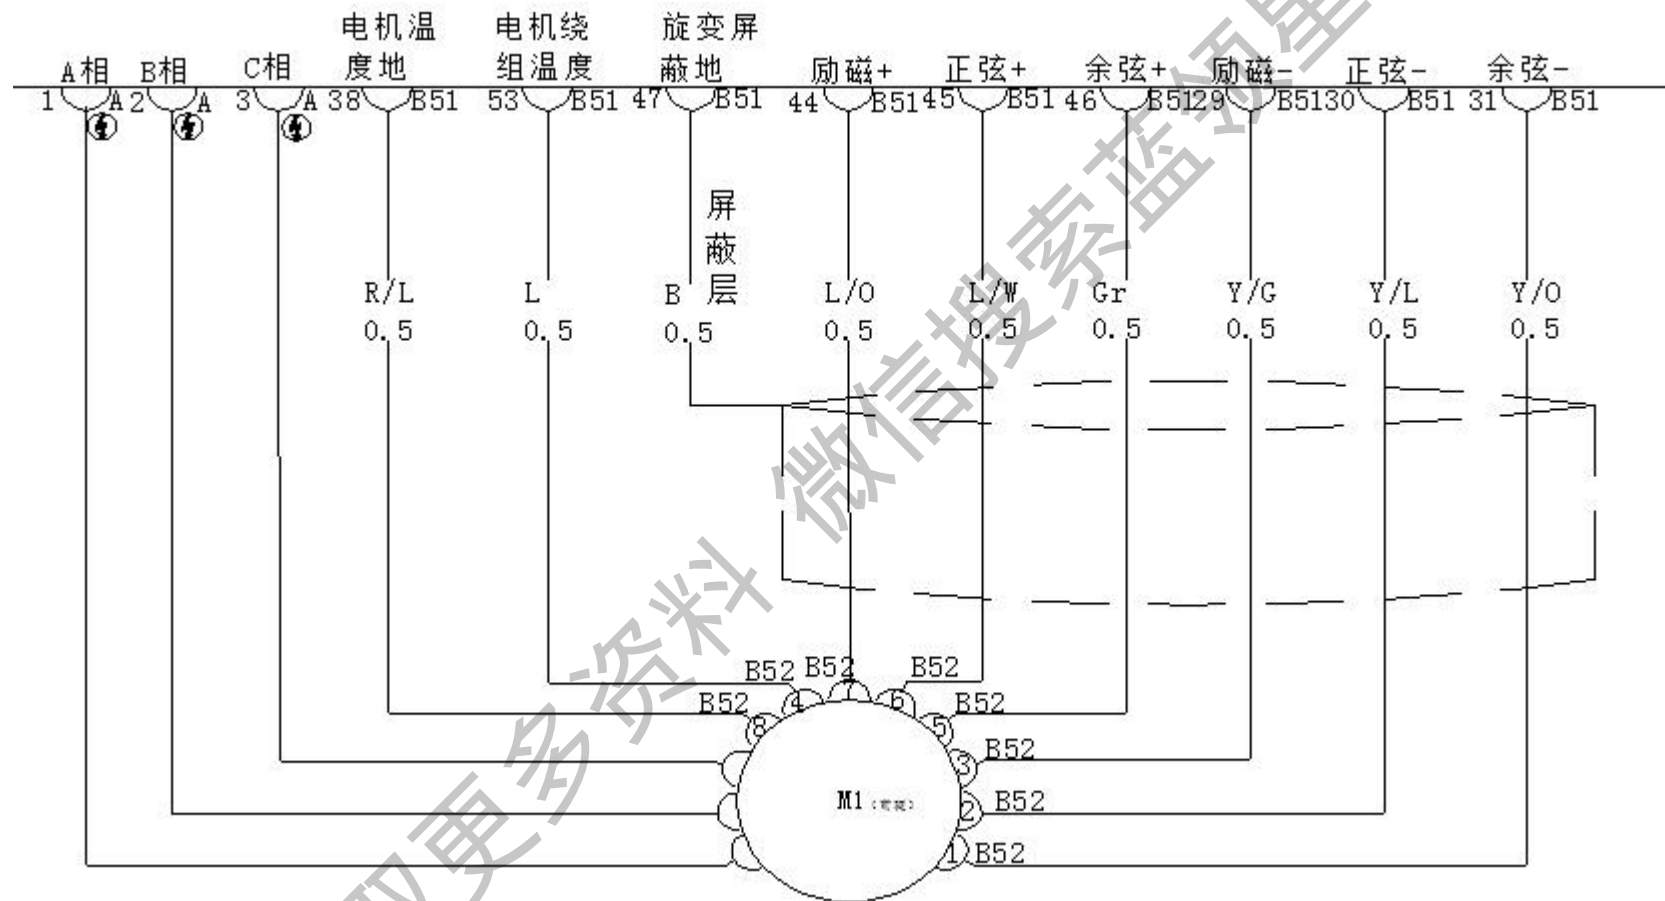 电机温
度地
电机绕
组温度
旋变屏
蔽地
A相 B相 C相 励磁+ 正弦+ 余弦+ 励磁- 正弦- 余弦-
1 A 2 A 3 A 38 B51 53 B51 47 B51 44 B51 45 B51 46 B51 29 B51 30 B51 31 B51
屏
蔽
层
R/L L B L/O L/W Gr Y/G Y/L Y/O
0.5 0.5 0.5 0.5 0.5 0.5 0.5 0.5 0.5
B52 B52 B52
4 7 6
B52 B52
8 5
3 B52
M1
2 B52
1 B52
取更多资料 微信搜索蓝领星